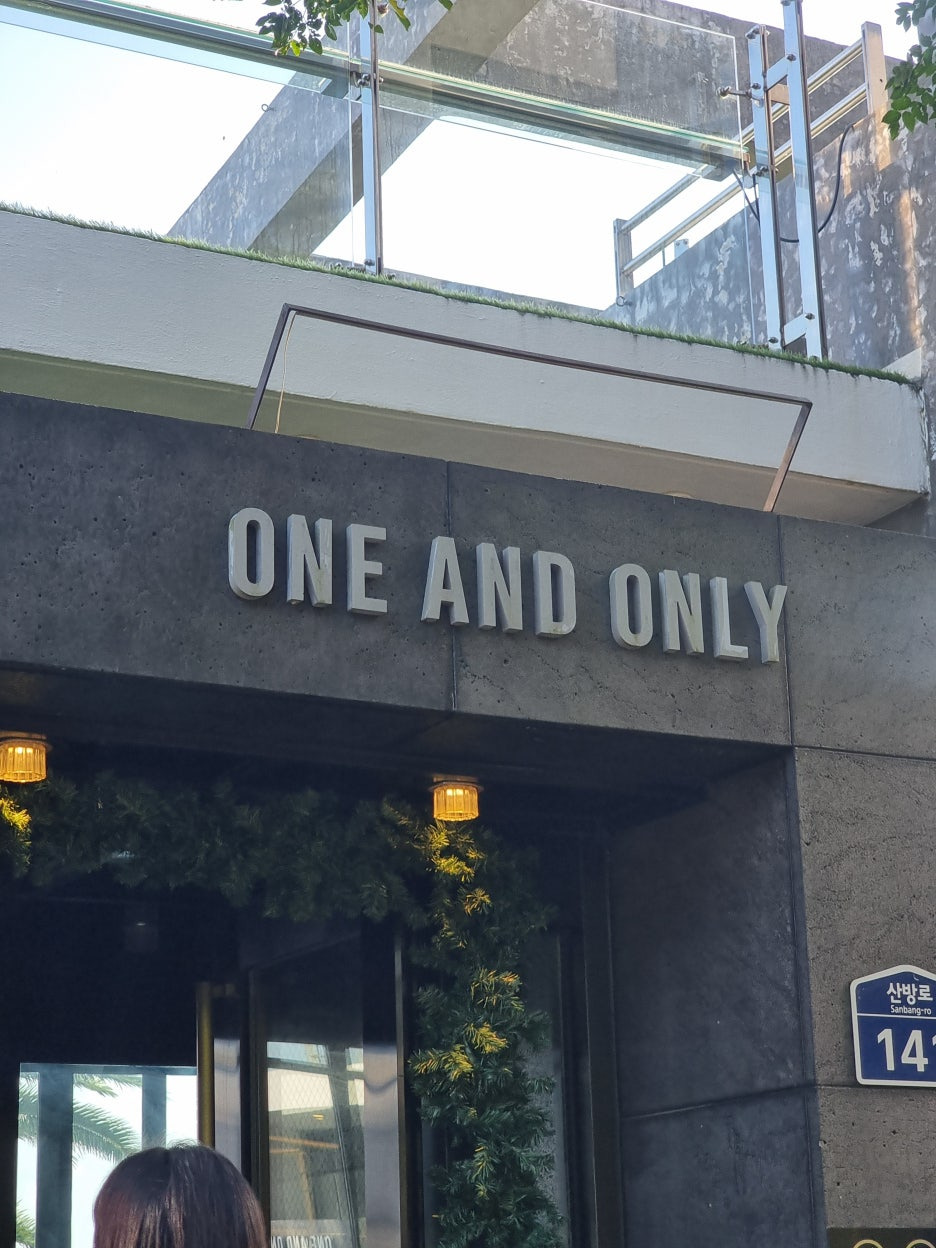 ONE AND ONLY
산방로
Sanbang-ro
141